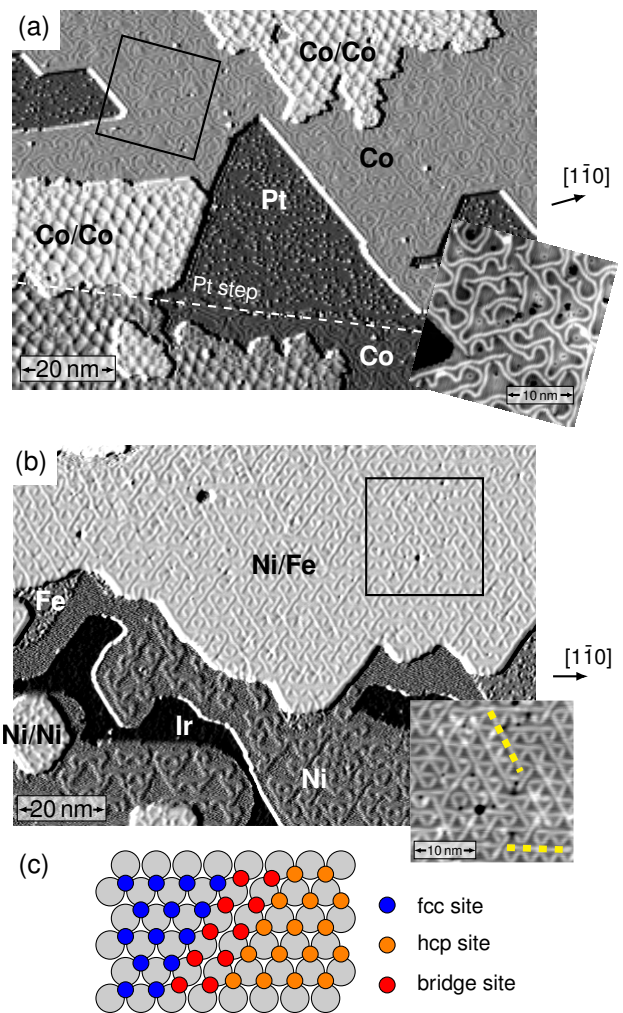 (a)
Co/Co
Co
[11̄0]
Pt
Co/Co
Pt step
Co
20 nm
10 nm
(b)
Ni/Fe
Fe
[11̄0]
Ni/Ni
Ir
Ni
20 nm
10 nm
(c)
fcc site
hcp site
bridge site